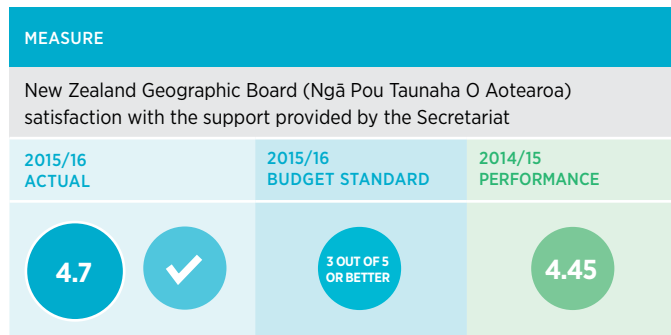 MEASURE
New Zealand Geographic Board (Ngā Pou Taunaha O Aotearoa)
satisfaction with the support provided by the Secretariat
2015/16
ACTUAL
2015/16
BUDGET STANDARD
2014/15
PERFORMANCE
4.7
3 OUT OF 5
OR BETTER
4.45